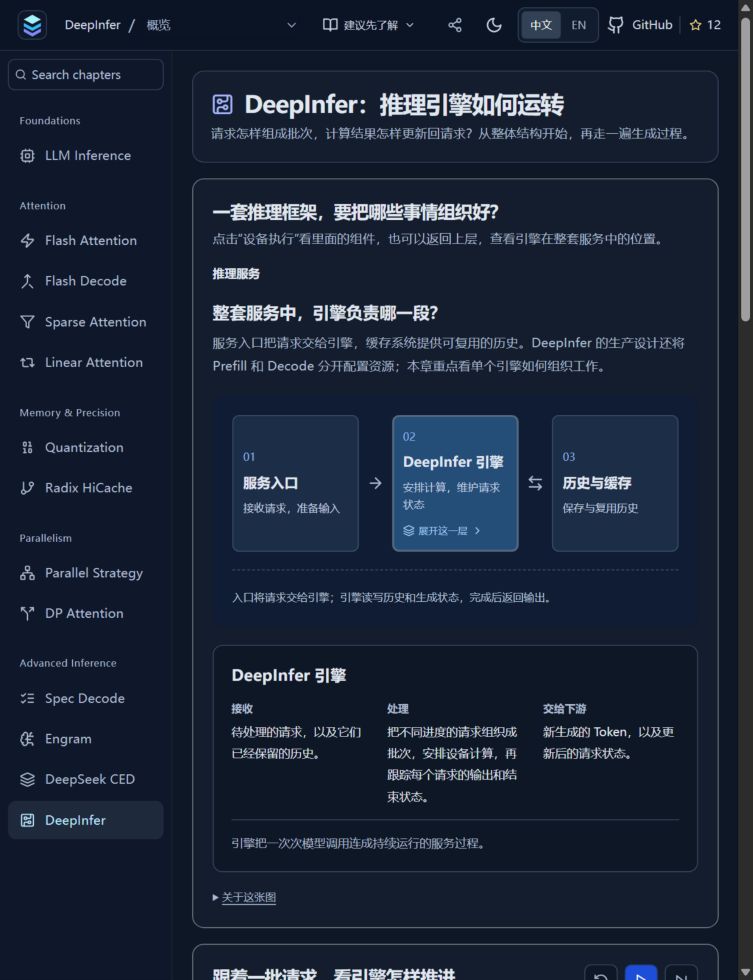 DeepInfer / 概览
建议先了解
中文 EN
GitHub
12
Search chapters
Foundations
LLM Inference
Attention
Flash Attention
Flash Decode
Sparse Attention
Linear Attention
Memory & Precision
Quantization
Radix HiCache
Parallelism
Parallel Strategy
DP Attention
Advanced Inference
Spec Decode
Engram
DeepSeek CED
DeepInfer
DeepInfer：推理引擎如何运转
请求怎样组成批次，计算结果怎样更新回请求？从整体结构开始，再走一遍生成过程。
一套推理框架，要把哪些事情组织好？
点击“设备执行”看里面的组件，也可以返回上层，查看引擎在整套服务中的位置。
推理服务
整套服务中，引擎负责哪一段？
服务入口把请求交给引擎，缓存系统提供可复用的历史。DeepInfer 的生产设计还将
Prefill 和 Decode 分开配置资源；本章重点看单个引擎如何组织工作。
01
服务入口
接收请求，准备输入
02
DeepInfer 引擎
安排计算，维护请求
状态
展开这一层
03
历史与缓存
保存与复用历史
入口将请求交给引擎；引擎读写历史和生成状态，完成后返回输出。
DeepInfer 引擎
接收
待处理的请求，以及它们
已经保留的历史。
处理
把不同进度的请求组织成
批次，安排设备计算，再
跟踪每个请求的输出和结
束状态。
交给下游
新生成的 Token，以及更
新后的请求状态。
引擎把一次次模型调用连成持续运行的服务过程。
关于这张图
跟着一批请求，看引擎怎样推进